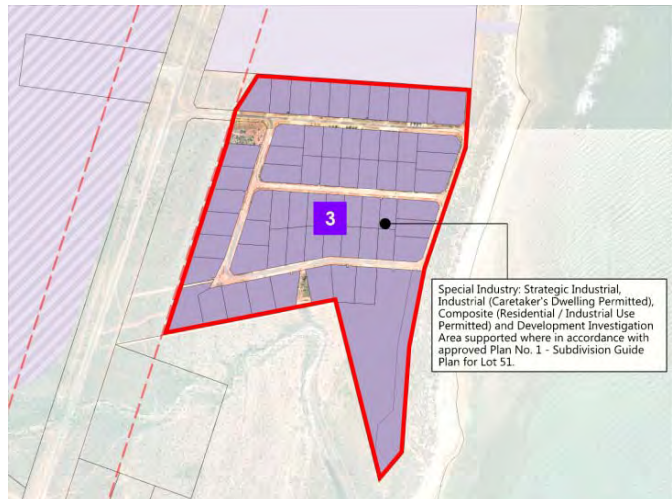 3
Special Industry: Strategic Industrial,
Industrial (Caretaker's Dwelling Permitted),
Composite (Residential / Industrial Use
Permitted) and Development Investigation
Area supported where in accordance with
approved Plan No. 1 - Subdivision Guide
Plan for Lot 51.